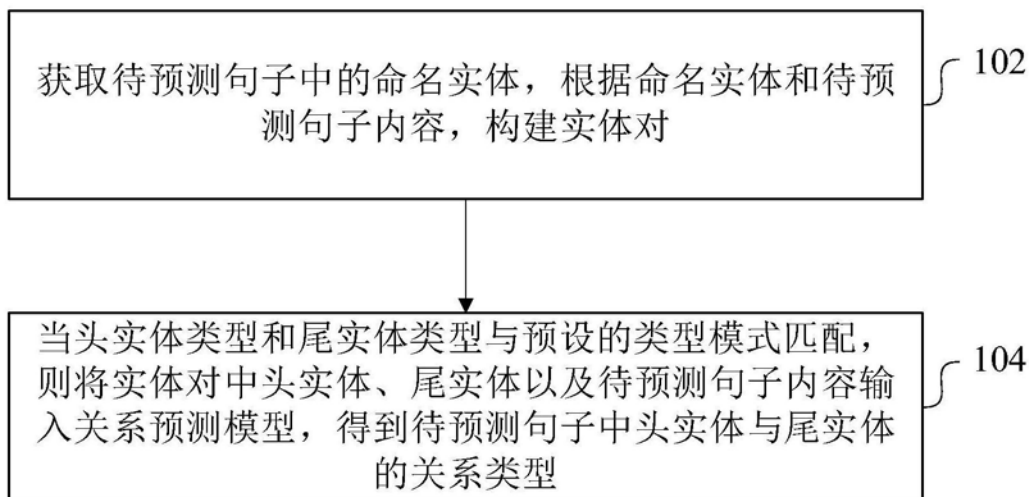 获取待预测句子中的命名实体，根据命名实体和待预
测句子内容，构建实体对
102
当头实体类型和尾实体类型与预设的类型模式匹配，
则将实体对中头实体、尾实体以及待预测句子内容输
入关系预测模型，得到待预测句子中头实体与尾实体
的关系类型
104